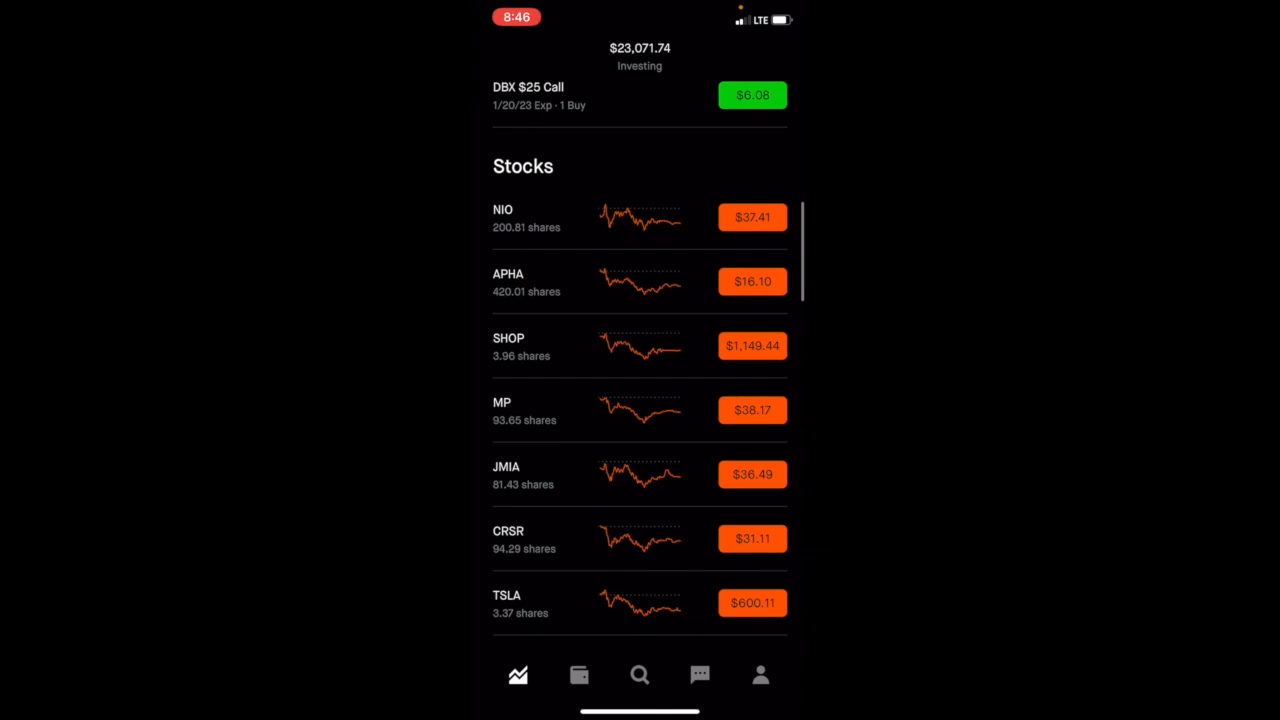 8:46
LTE
$23,071.74
Investing
DBX $25 Call
1/20/23 Exp · 1 Buy
$6.08
Stocks
NIO
200.81 shares
$37.41
APHA
420.01 shares
$16.10
SHOP
3.96 shares
$1,149.44
MP
93.65 shares
$38.17
JMIA
81.43 shares
$36.49
CRSR
94.29 shares
$31.11
TSLA
3.37 shares
$600.11